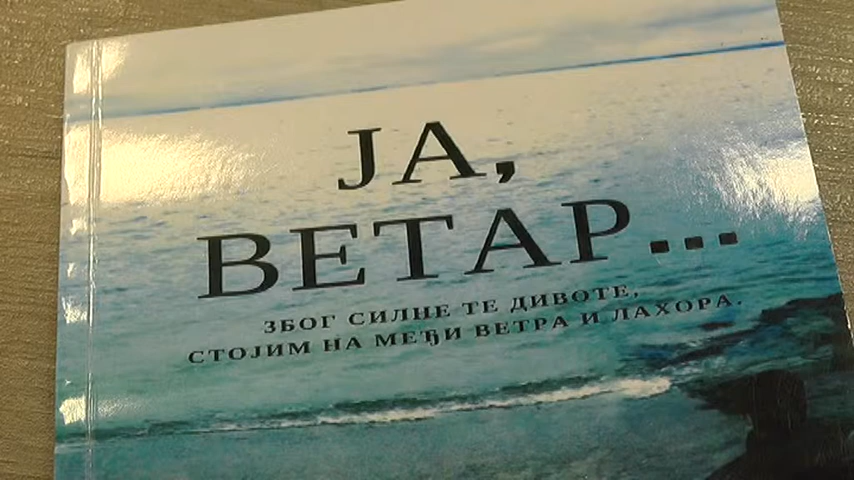 ЈА,
ВЕТАР...
ЗБОГ СИЛНЕ ТЕ ДИВОТЕ,
СТОЈИМ НА МЕЂИ ВЕТРА И ЛАХОРА.